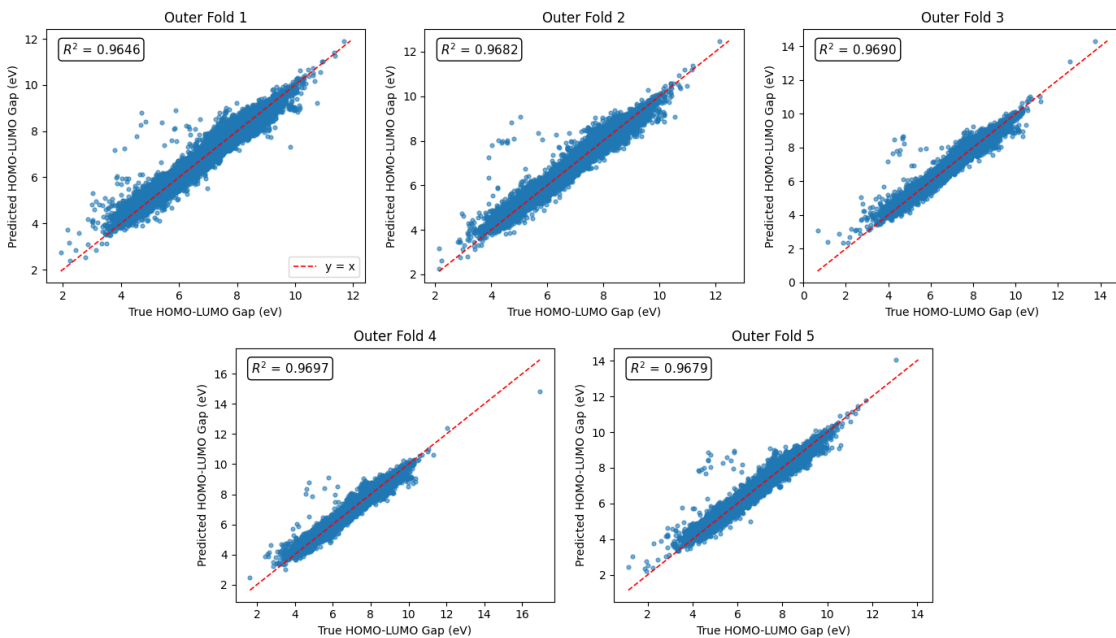 Outer Fold 1
R² = 0.9646
12
10
8
6
4
2
Predicted HOMO-LUMO Gap (eV)
y = x
2 4 6 8 10 12
True HOMO-LUMO Gap (eV)
Outer Fold 2
R² = 0.9682
12
10
8
6
4
2
Predicted HOMO-LUMO Gap (eV)
2 4 6 8 10 12
True HOMO-LUMO Gap (eV)
Outer Fold 3
R² = 0.9690
14
12
10
8
6
4
2
0
Predicted HOMO-LUMO Gap (eV)
0 2 4 6 8 10 12 14
True HOMO-LUMO Gap (eV)
Outer Fold 4
R² = 0.9697
16
14
12
10
8
6
4
2
Predicted HOMO-LUMO Gap (eV)
2 4 6 8 10 12 14 16
True HOMO-LUMO Gap (eV)
Outer Fold 5
R² = 0.9679
14
12
10
8
6
4
2
Predicted HOMO-LUMO Gap (eV)
2 4 6 8 10 12 14
True HOMO-LUMO Gap (eV)